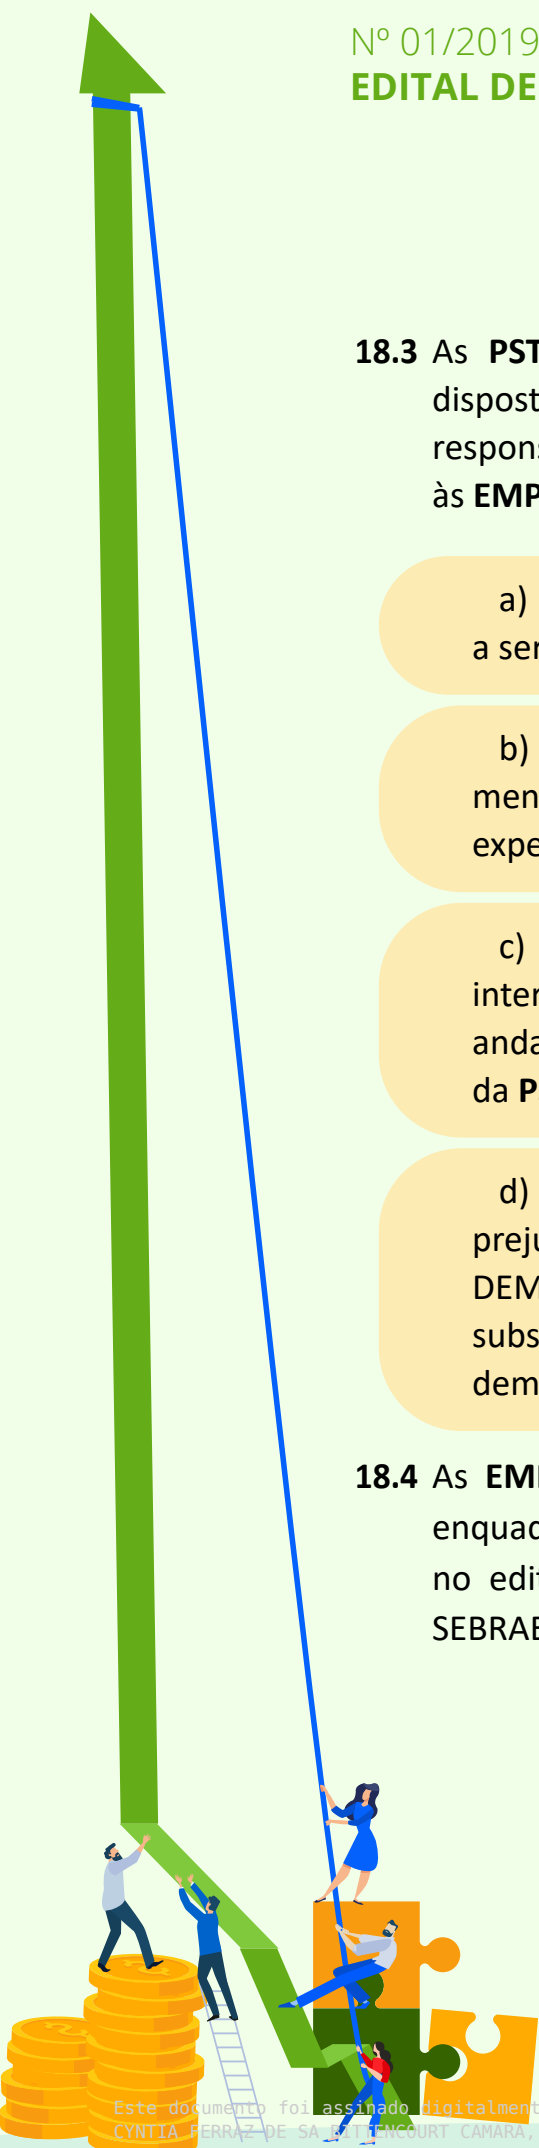 Nº 01/2019
EDITAL DE
18.3 As PST
dispost
respons
às EMP
a)
a ser
b)
men
expe
c)
inter
anda
da P
d)
preju
DEM
subs
dem
18.4 As EM
enquad
no edit
SEBRAE
Este documento foi assinado digitalment
CYNTIA FERRAZ DE SA BITTENCOURT CAMARA,